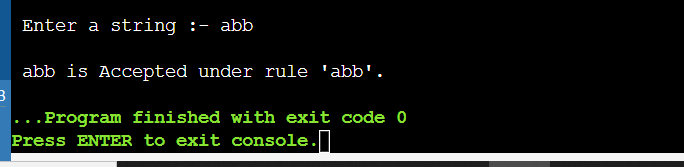 Enter a string :- abb
abb is Accepted under rule 'abb'.
...Program finished with exit code 0
Press ENTER to exit console.